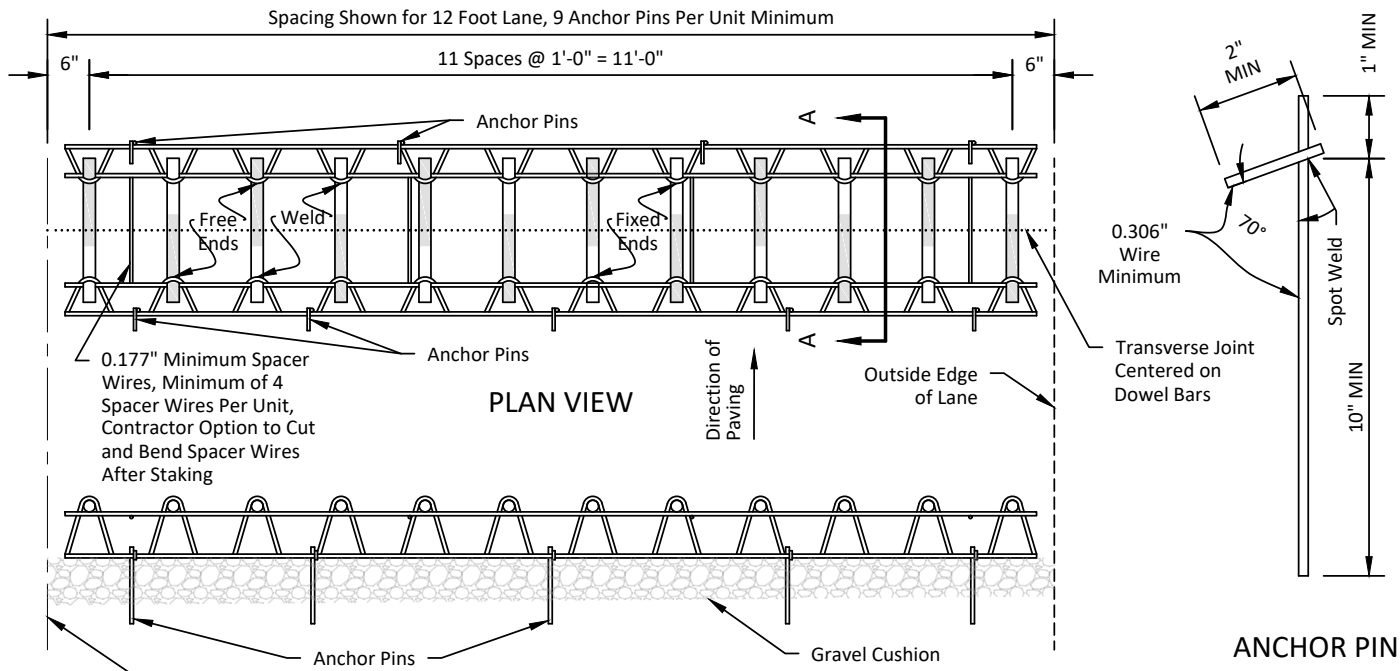 Spacing Shown for 12 Foot Lane, 9 Anchor Pins Per Unit Minimum
6"
11 Spaces @ 1'-0" = 11'-0"
6"
Anchor Pins
A
Free
Ends
Weld
Fixed
Ends
Anchor Pins
A
0.177" Minimum Spacer
Wires, Minimum of 4
Spacer Wires Per Unit,
Contractor Option to Cut
and Bend Spacer Wires
After Staking
PLAN VIEW
Direction of
Paving
Outside Edge
of Lane
Transverse Joint
Centered on
Dowel Bars
Anchor Pins
Gravel Cushion
2"
MIN
1" MIN
0.306"
Wire
Minimum
70°
Spot Weld
10" MIN
ANCHOR PIN